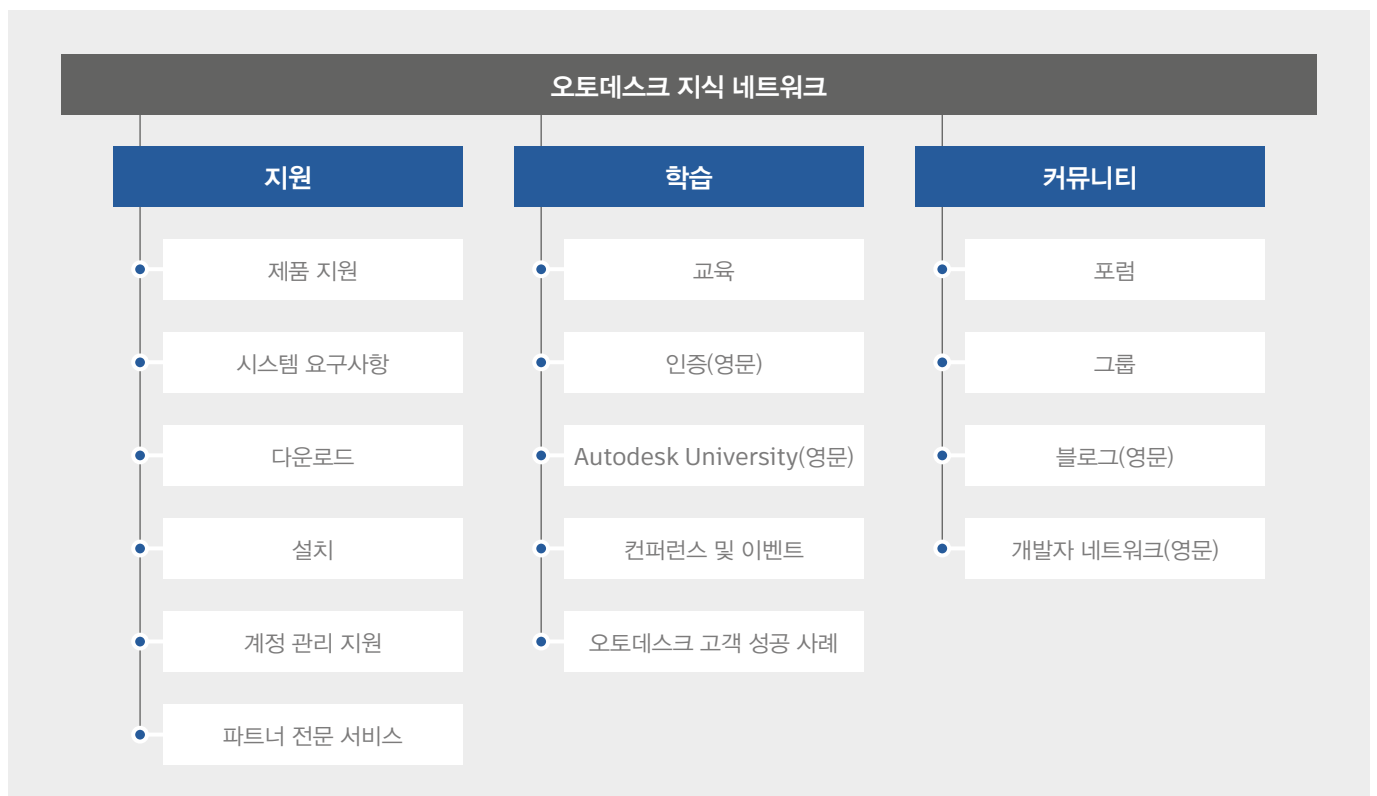 오토데스크 지식 네트워크
지원
제품 지원
시스템 요구사항
다운로드
설치
계정 관리 지원
파트너 전문 서비스
학습
교육
인증(영문)
Autodesk University(영문)
컨퍼런스 및 이벤트
오토데스크 고객 성공 사례
커뮤니티
포럼
그룹
블로그(영문)
개발자 네트워크(영문)